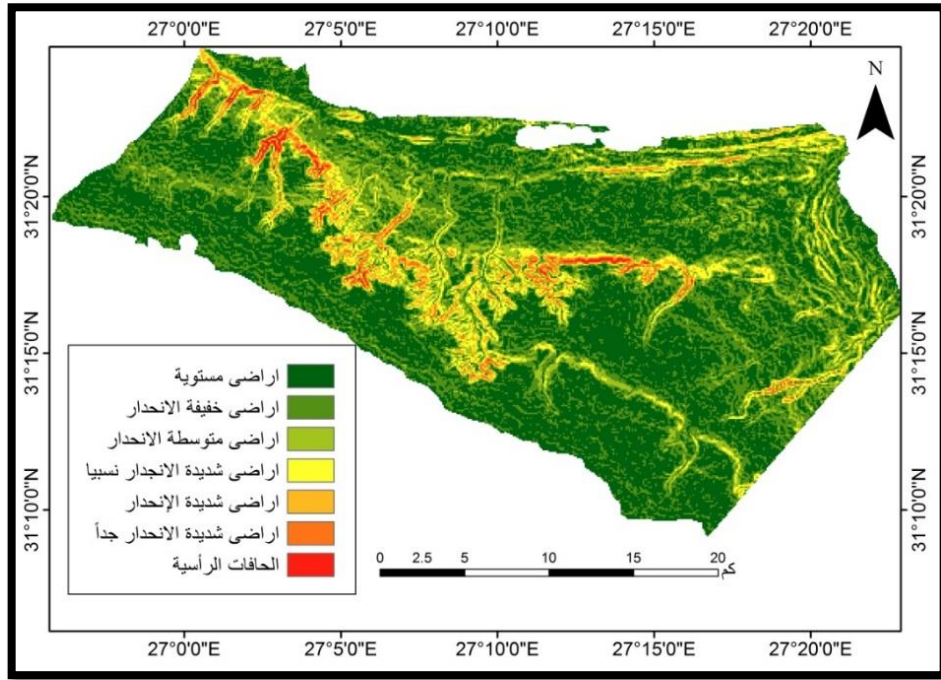 27°0'0"E 27°5'0"E 27°10'0"E 27°15'0"E 27°20'0"E
N
31°20'0"N 31°20'0"N
31°15'0"N 31°15'0"N
31°10'0"N 31°10'0"N
اراضى مستوية
اراضى خفيفة الانحدار
اراضى متوسطة الانحدار
اراضى شديدة الانجدار نسبيا
اراضى شديدة الإنحدار
اراضى شديدة الانحدار جداً
الحافات الرأسية
0 2.5 5 10 15 20
كم
27°0'0"E 27°5'0"E 27°10'0"E 27°15'0"E 27°20'0"E